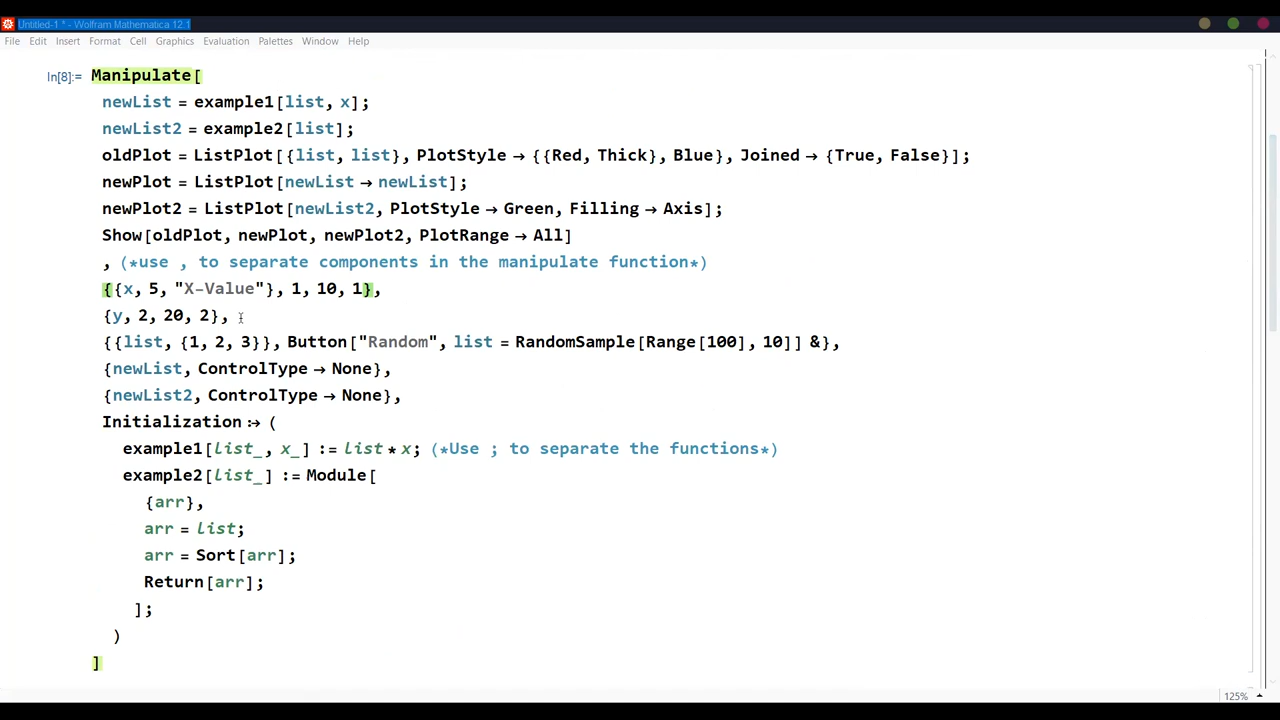 Untitled-1 * - Wolfram Mathematica 12.1
File Edit Insert Format Cell Graphics Evaluation Palettes Window Help
In[8]:= Manipulate[
newList = example1[list, x];
newList2 = example2[list];
oldPlot = ListPlot[{list, list}, PlotStyle → {{Red, Thick}, Blue}, Joined → {True, False}];
newPlot = ListPlot[newList → newList];
newPlot2 = ListPlot[newList2, PlotStyle → Green, Filling → Axis];
Show[oldPlot, newPlot, newPlot2, PlotRange → All]
, (*use , to separate components in the manipulate function*)
{{x, 5, "X-Value"}, 1, 10, 1},
{y, 2, 20, 2},
{{list, {1, 2, 3}}, Button["Random", list = RandomSample[Range[100], 10]] &},
{newList, ControlType → None},
{newList2, ControlType → None},
Initialization :→ (
example1[list_, x_] := list * x; (*Use ; to separate the functions*)
example2[list_] := Module[
{arr},
arr = list;
arr = Sort[arr];
Return[arr];
];
)
]
125%